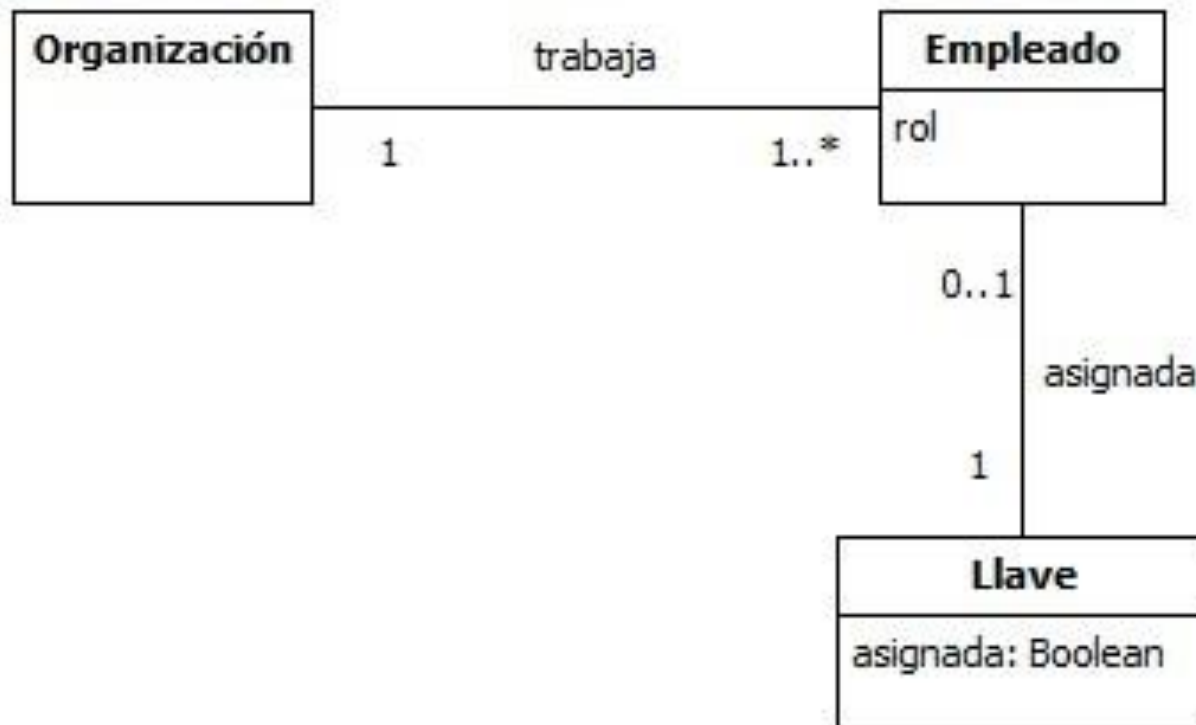 Organización
trabaja
Empleado
1
1..*
rol
0..1
asignada
1
Llave
asignada: Boolean